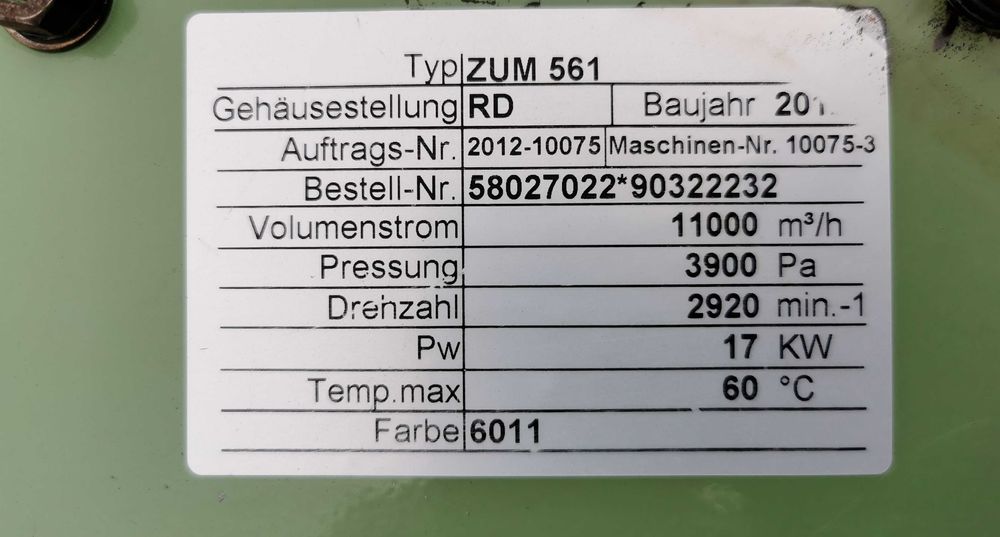 Typ ZUM 561
Gehäusestellung RD Baujahr
Auftrags-Nr. 2012-10075 Maschinen-Nr. 10075-3
Bestell-Nr. 58027022*90322232
Volumenstrom 11000 m³/h
Pressung 3900 Pa
Drehzahl 2920 min.-1
Pw 17 KW
Temp.max 60 °C
Farbe 6011